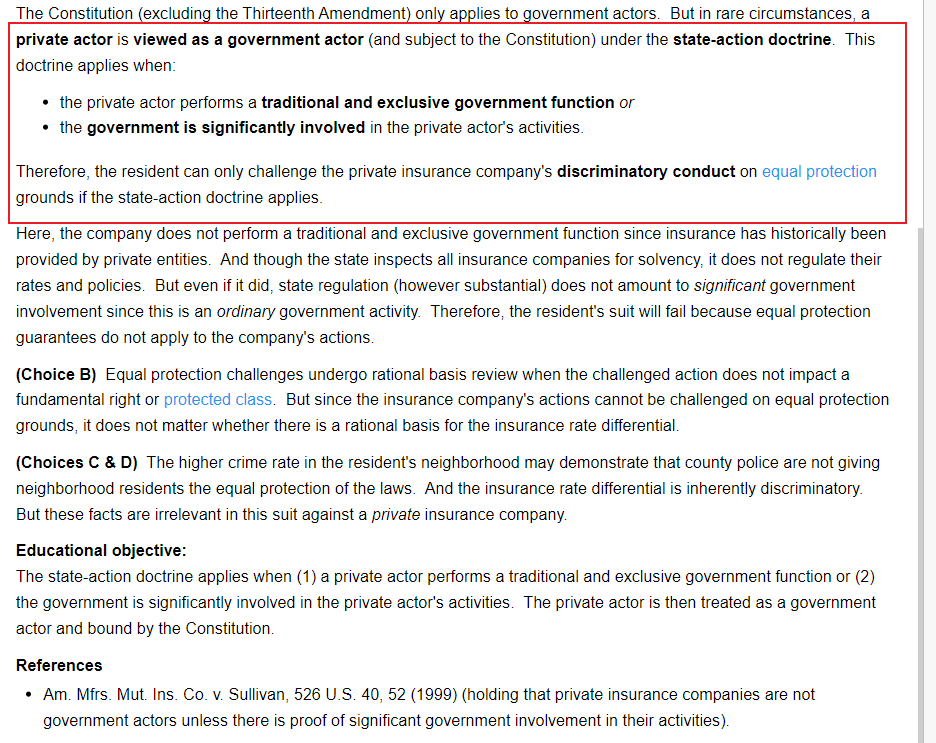 The Constitution (excluding the Thirteenth Amendment) only applies to government actors.  But in rare circumstances, a
private actor is viewed as a government actor (and subject to the Constitution) under the state-action doctrine.  This
doctrine applies when:
• the private actor performs a traditional and exclusive government function or
• the government is significantly involved in the private actor's activities.
Therefore, the resident can only challenge the private insurance company's discriminatory conduct on equal protection
grounds if the state-action doctrine applies.
Here, the company does not perform a traditional and exclusive government function since insurance has historically been
provided by private entities.  And though the state inspects all insurance companies for solvency, it does not regulate their
rates and policies.  But even if it did, state regulation (however substantial) does not amount to significant government
involvement since this is an ordinary government activity.  Therefore, the resident's suit will fail because equal protection
guarantees do not apply to the company's actions.
(Choice B)  Equal protection challenges undergo rational basis review when the challenged action does not impact a
fundamental right or protected class.  But since the insurance company's actions cannot be challenged on equal protection
grounds, it does not matter whether there is a rational basis for the insurance rate differential.
(Choices C & D)  The higher crime rate in the resident's neighborhood may demonstrate that county police are not giving
neighborhood residents the equal protection of the laws.  And the insurance rate differential is inherently discriminatory.
But these facts are irrelevant in this suit against a private insurance company.
Educational objective:
The state-action doctrine applies when (1) a private actor performs a traditional and exclusive government function or (2)
the government is significantly involved in the private actor's activities.  The private actor is then treated as a government
actor and bound by the Constitution.
References
• Am. Mfrs. Mut. Ins. Co. v. Sullivan, 526 U.S. 40, 52 (1999) (holding that private insurance companies are not
government actors unless there is proof of significant government involvement in their activities).